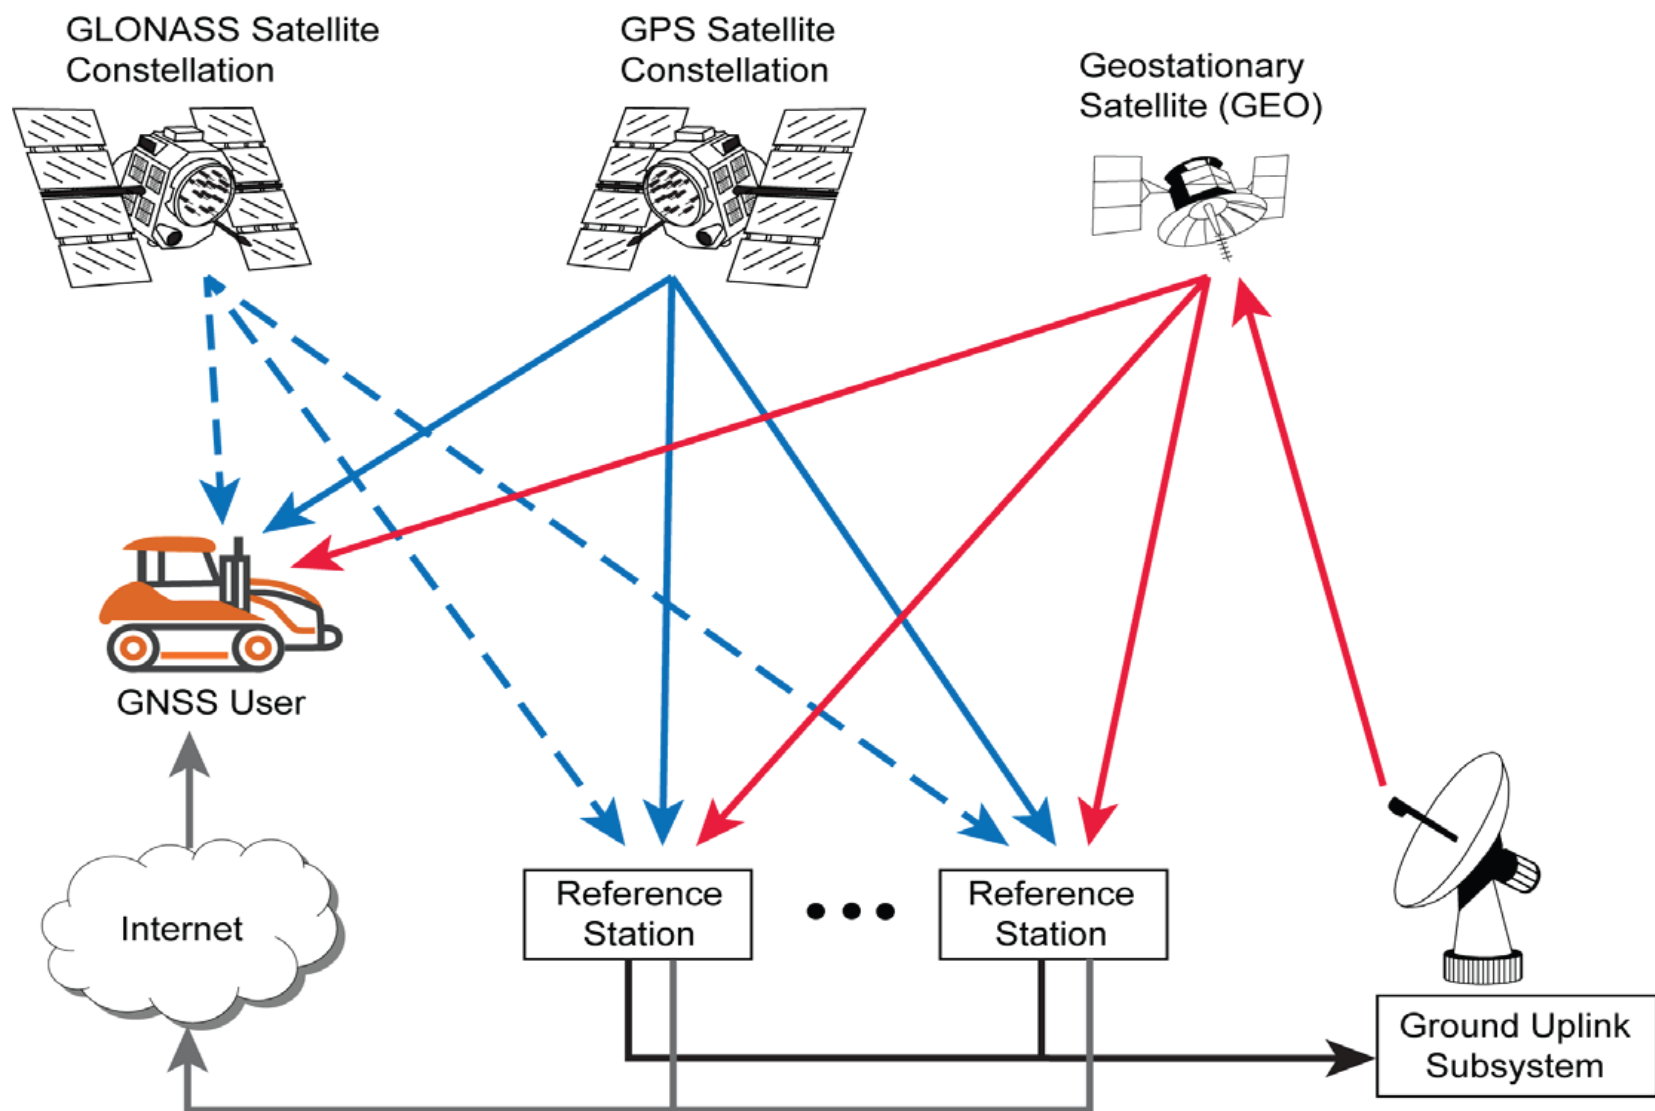 GLONASS Satellite
Constellation
GPS Satellite
Constellation
Geostationary
Satellite (GEO)
GNSS User
Internet
Reference
Station
Reference
Station
Ground Uplink
Subsystem